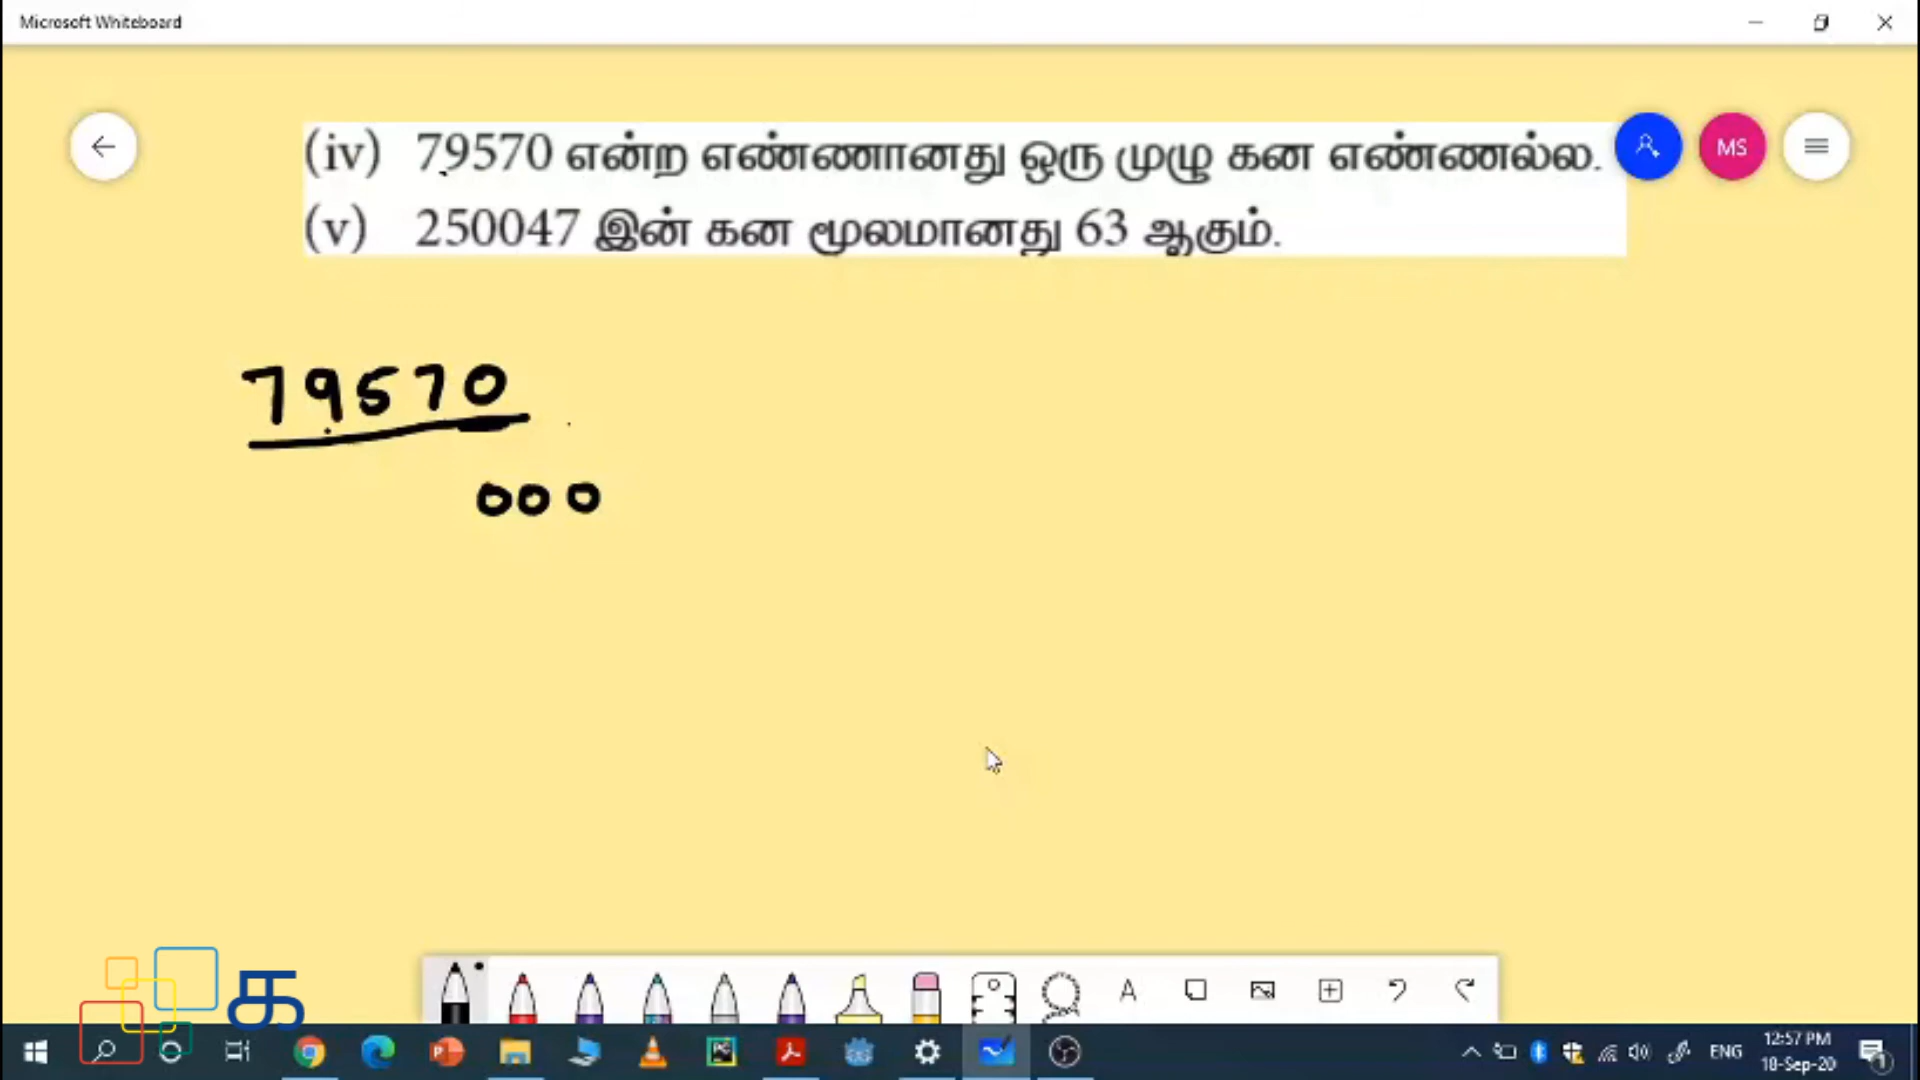 Microsoft Whiteboard
(iv) 79570 என்ற எண்ணானது ஒரு முழு கன எண்ணல்ல.
(v) 250047 இன் கன மூலமானது 63 ஆகும்.
MS
79570
000
A
க
ENG
12:57 PM
18-Sep-20
1